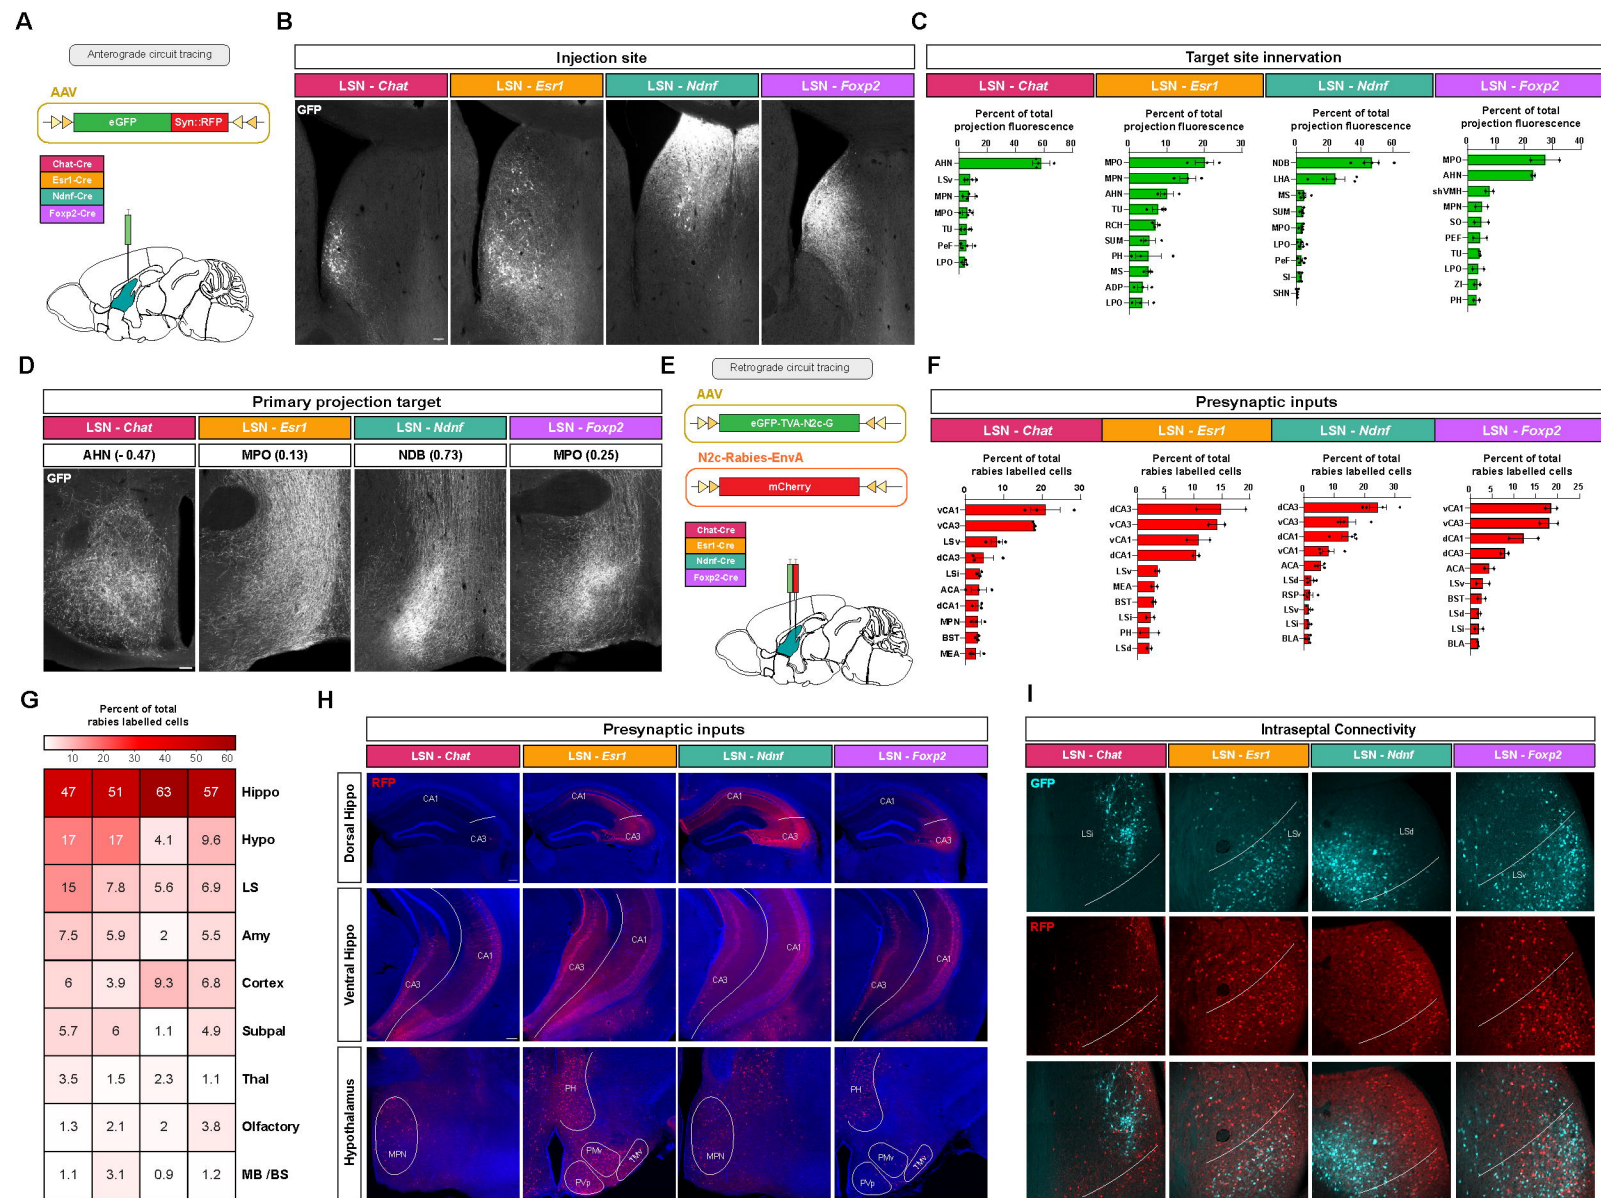 A
Anterograde circuit tracing
AAV
eGFP
Syn::RFP
Chat-Cre
Esr1-Cre
Ndnf-Cre
Foxp2-Cre
B
Injection site
LSN - Chat
LSN - Esr1
LSN - Ndnf
LSN - Foxp2
GFP
C
Target site innervation
LSN - Chat
LSN - Esr1
LSN - Ndnf
LSN - Foxp2
Percent of total
projection fluorescence
0 20 40 60 80
AHN
LSv
MPN
MPO
TU
PeF
LPO
Percent of total
projection fluorescence
0 10 20 30
MPO
MPN
AHN
TU
RCH
SUM
PH
MS
ADP
LPO
Percent of total
projection fluorescence
0 20 40 60
NDB
LHA
MS
SUM
MPO
LPO
PeF
SI
SHN
Percent of total
projection fluorescence
0 10 20 30 40
MPO
AHN
shVMH
MPN
SO
PEF
TU
LPO
ZI
PH
D
Primary projection target
LSN - Chat
LSN - Esr1
LSN - Ndnf
LSN - Foxp2
AHN (- 0.47)
MPO (0.13)
NDB (0.73)
MPO (0.25)
GFP
E
Retrograde circuit tracing
AAV
eGFP-TVA-N2c-G
N2c-Rabies-EnvA
mCherry
Chat-Cre
Esr1-Cre
Ndnf-Cre
Foxp2-Cre
F
Presynaptic inputs
LSN - Chat
LSN - Esr1
LSN - Ndnf
LSN - Foxp2
Percent of total
rabies labelled cells
0 10 20 30
vCA1
vCA3
LSv
dCA3
LSi
ACA
dCA1
MPN
BST
MEA
Percent of total
rabies labelled cells
0 5 10 15 20
dCA3
vCA3
vCA1
dCA1
LSv
MEA
BST
LSi
PH
LSd
Percent of total
rabies labelled cells
0 10 20 30
dCA3
vCA3
dCA1
vCA1
ACA
LSd
RSP
LSv
LSi
BLA
Percent of total
rabies labelled cells
0 5 10 15 20 25
vCA1
vCA3
dCA1
dCA3
ACA
LSv
BST
LSd
LSi
BLA
G
Percent of total
rabies labelled cells
10 20 30 40 50 60
47 51 63 57 Hippo
17 17 4.1 9.6 Hypo
15 7.8 5.6 6.9 LS
7.5 5.9 2 5.5 Amy
6 3.9 9.3 6.8 Cortex
5.7 6 1.1 4.9 Subpal
3.5 1.5 2.3 1.1 Thal
1.3 2.1 2 3.8 Olfactory
1.1 3.1 0.9 1.2 MB /BS
H
Presynaptic inputs
LSN - Chat
LSN - Esr1
LSN - Ndnf
LSN - Foxp2
Dorsal Hippo
RFP
CA1
CA3
CA1
CA3
CA1
CA3
CA1
CA3
Ventral Hippo
CA3
CA1
CA3
CA1
CA3
CA1
CA3
CA1
Hypothalamus
MPN
PH
PMv
TMv
PVp
MPN
PH
PMv
TMv
PVp
I
Intraseptal Connectivity
LSN - Chat
LSN - Esr1
LSN - Ndnf
LSN - Foxp2
GFP
LSi
LSv
LSd
LSv
RFP